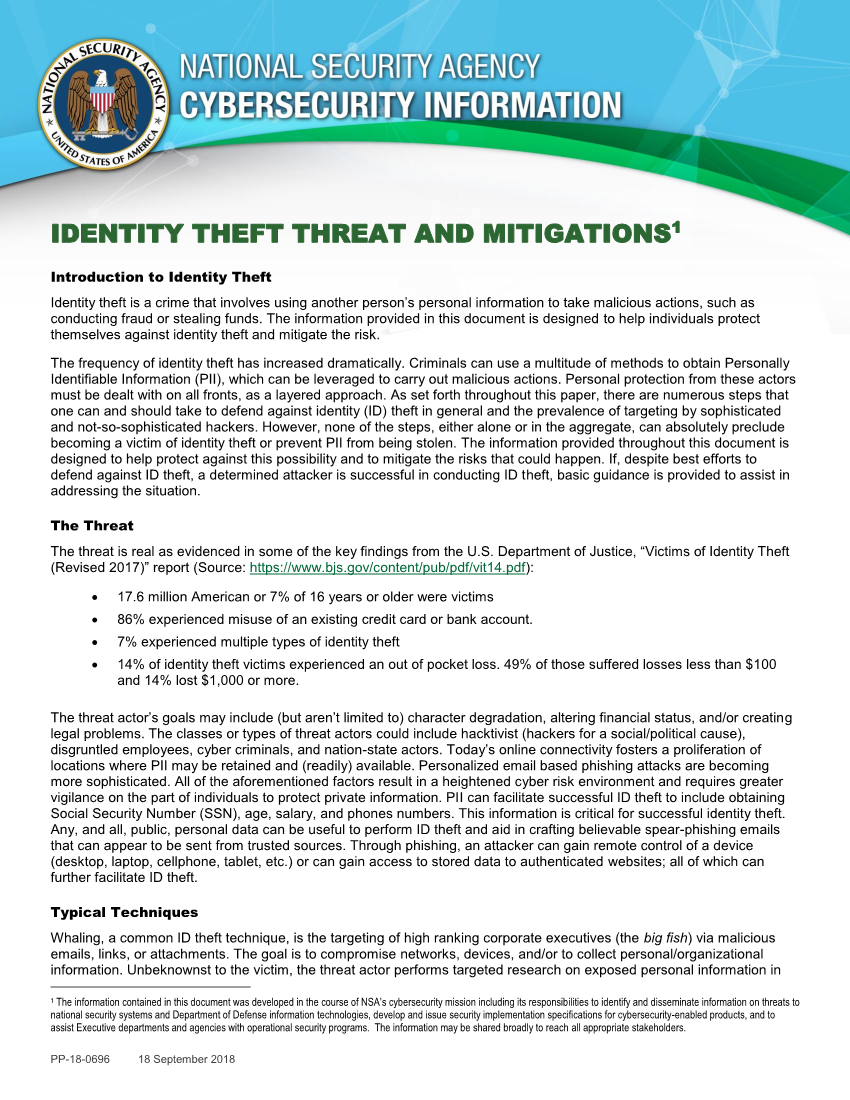 NATIONAL SECURITY AGENCY
UNITED STATES OF AMERICA
NATIONAL SECURITY AGENCY
CYBERSECURITY INFORMATION
IDENTITY THEFT THREAT AND MITIGATIONS¹
Introduction to Identity Theft
Identity theft is a crime that involves using another person’s personal information to take malicious actions, such as
conducting fraud or stealing funds. The information provided in this document is designed to help individuals protect
themselves against identity theft and mitigate the risk.
The frequency of identity theft has increased dramatically. Criminals can use a multitude of methods to obtain Personally
Identifiable Information (PII), which can be leveraged to carry out malicious actions. Personal protection from these actors
must be dealt with on all fronts, as a layered approach. As set forth throughout this paper, there are numerous steps that
one can and should take to defend against identity (ID) theft in general and the prevalence of targeting by sophisticated
and not-so-sophisticated hackers. However, none of the steps, either alone or in the aggregate, can absolutely preclude
becoming a victim of identity theft or prevent PII from being stolen. The information provided throughout this document is
designed to help protect against this possibility and to mitigate the risks that could happen. If, despite best efforts to
defend against ID theft, a determined attacker is successful in conducting ID theft, basic guidance is provided to assist in
addressing the situation.
The Threat
The threat is real as evidenced in some of the key findings from the U.S. Department of Justice, “Victims of Identity Theft
(Revised 2017)” report (Source: https://www.bjs.gov/content/pub/pdf/vit14.pdf):
• 17.6 million American or 7% of 16 years or older were victims
• 86% experienced misuse of an existing credit card or bank account.
• 7% experienced multiple types of identity theft
• 14% of identity theft victims experienced an out of pocket loss. 49% of those suffered losses less than $100
and 14% lost $1,000 or more.
The threat actor’s goals may include (but aren’t limited to) character degradation, altering financial status, and/or creating
legal problems. The classes or types of threat actors could include hacktivist (hackers for a social/political cause),
disgruntled employees, cyber criminals, and nation-state actors. Today’s online connectivity fosters a proliferation of
locations where PII may be retained and (readily) available. Personalized email based phishing attacks are becoming
more sophisticated. All of the aforementioned factors result in a heightened cyber risk environment and requires greater
vigilance on the part of individuals to protect private information. PII can facilitate successful ID theft to include obtaining
Social Security Number (SSN), age, salary, and phones numbers. This information is critical for successful identity theft.
Any, and all, public, personal data can be useful to perform ID theft and aid in crafting believable spear-phishing emails
that can appear to be sent from trusted sources. Through phishing, an attacker can gain remote control of a device
(desktop, laptop, cellphone, tablet, etc.) or can gain access to stored data to authenticated websites; all of which can
further facilitate ID theft.
Typical Techniques
Whaling, a common ID theft technique, is the targeting of high ranking corporate executives (the big fish) via malicious
emails, links, or attachments. The goal is to compromise networks, devices, and/or to collect personal/organizational
information. Unbeknownst to the victim, the threat actor performs targeted research on exposed personal information in
¹ The information contained in this document was developed in the course of NSA’s cybersecurity mission including its responsibilities to identify and disseminate information on threats to
national security systems and Department of Defense information technologies, develop and issue security implementation specifications for cybersecurity-enabled products, and to
assist Executive departments and agencies with operational security programs. The information may be shared broadly to reach all appropriate stakeholders.
PP-18-0696 18 September 2018